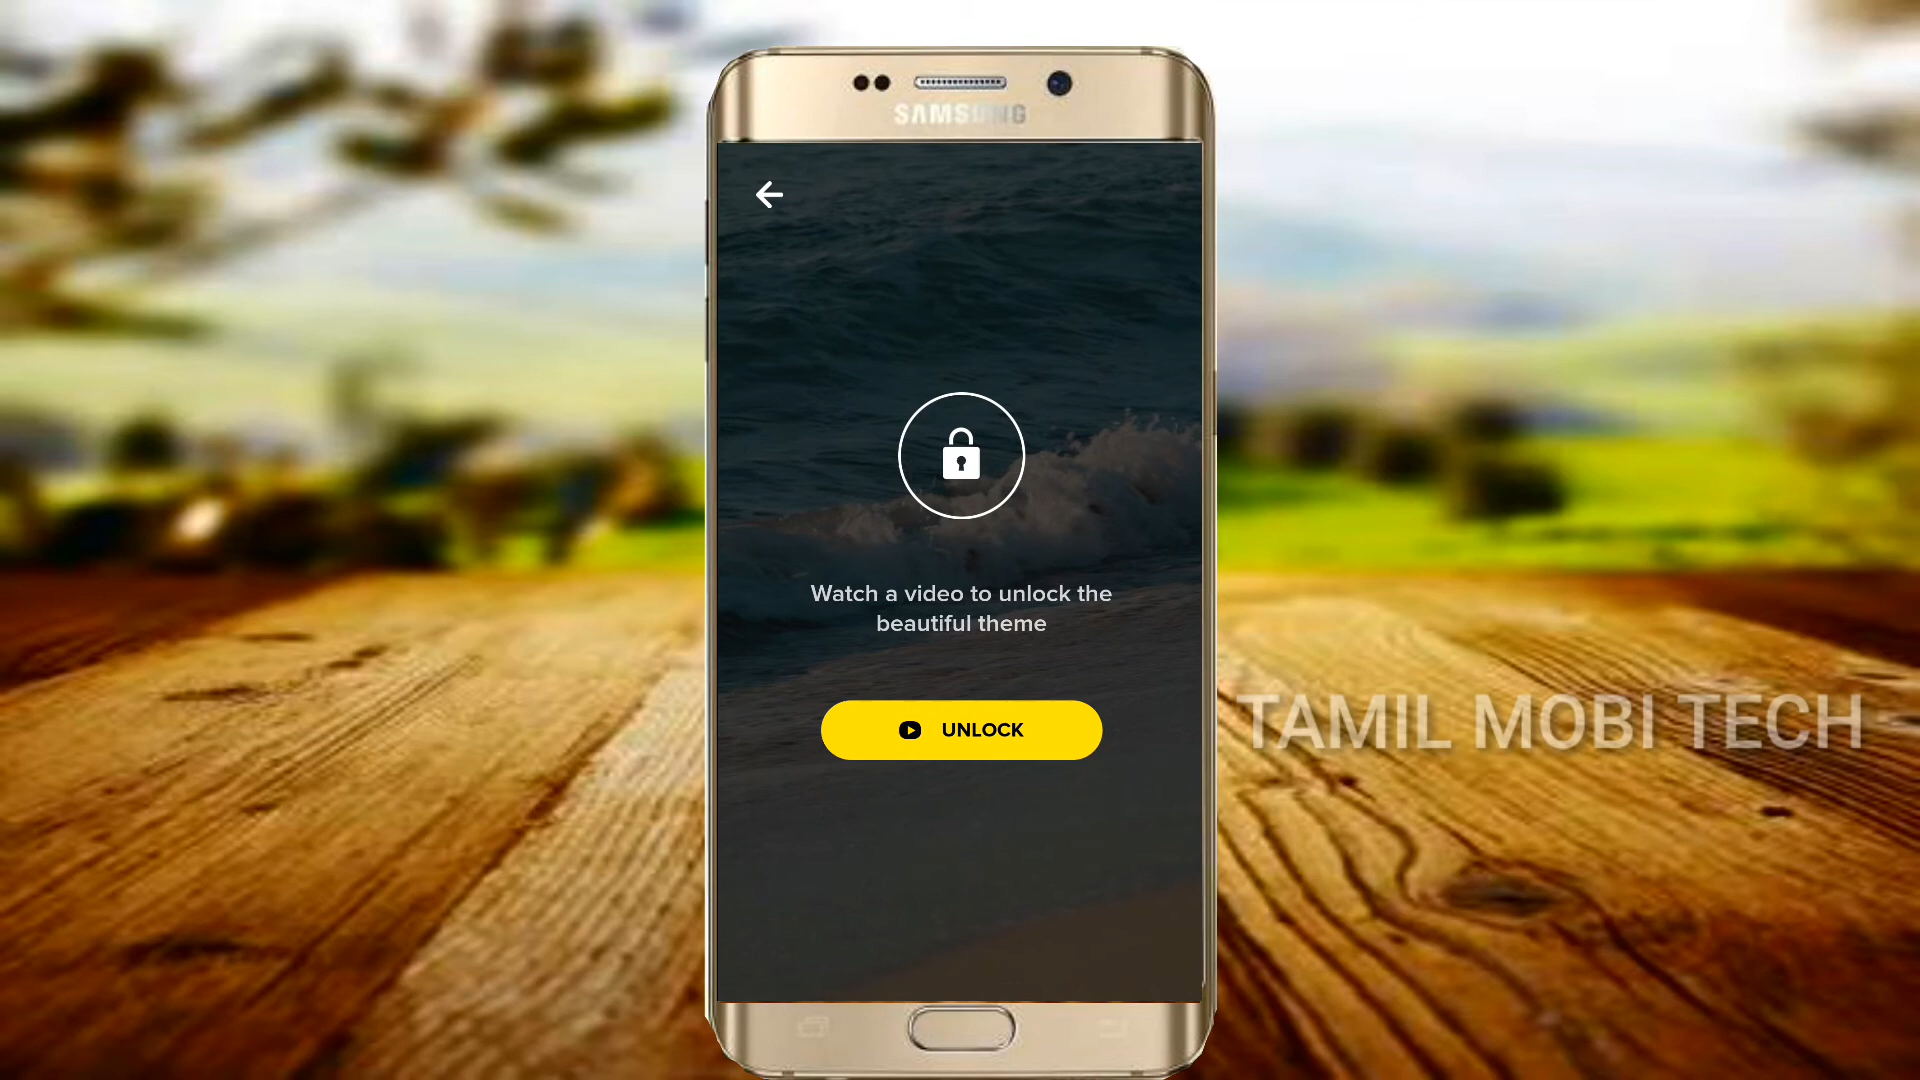 SAMSUNG
Watch a video to unlock the
beautiful theme
UNLOCK
TAMIL MOBI TECH